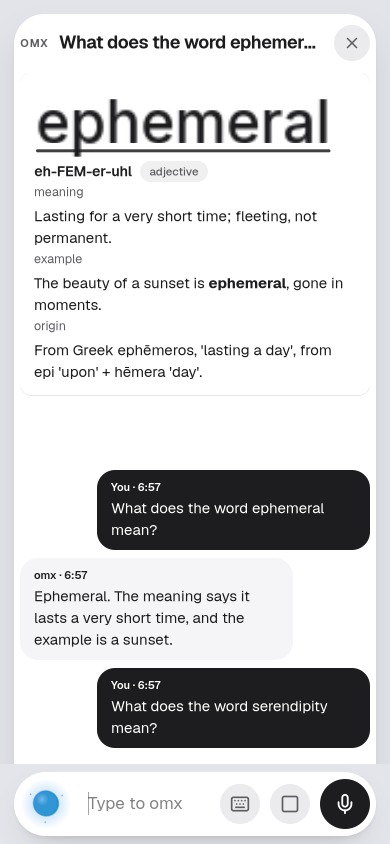 OMX What does the word ephemer...
ephemeral
eh-FEM-er-uhl adjective
meaning
Lasting for a very short time; fleeting, not
permanent.
example
The beauty of a sunset is ephemeral, gone in
moments.
origin
From Greek ephēmeros, 'lasting a day', from
epi 'upon' + hēmera 'day'.
You · 6:57
What does the word ephemeral
mean?
omx · 6:57
Ephemeral. The meaning says it
lasts a very short time, and the
example is a sunset.
You · 6:57
What does the word serendipity
mean?
Type to omx